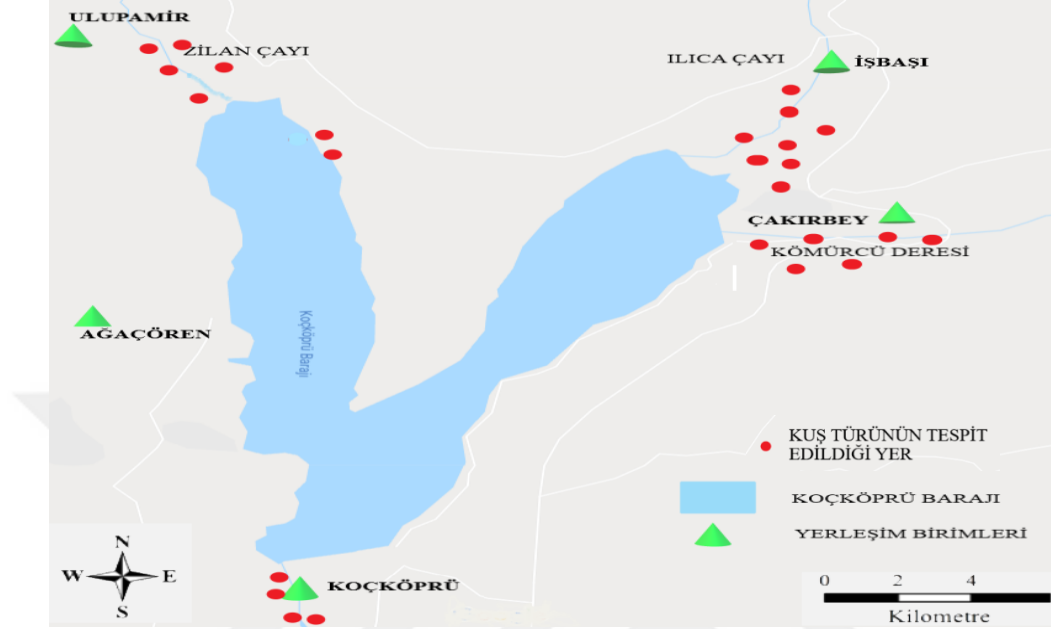 ULUPAMİR
ZİLAN ÇAYI
ILICA ÇAYI
İŞBAŞI
ÇAKIRBEY
KÖMÜRCÜ DERESİ
AĞAÇÖREN
Koçköprü Barajı
KUŞ TÜRÜNÜN TESPİT
EDİLDİĞİ YER
KOÇKÖPRÜ BARAJI
YERLEŞİM BİRİMLERİ
N
W E
S
KOÇKÖPRÜ
0 2 4
Kilometre